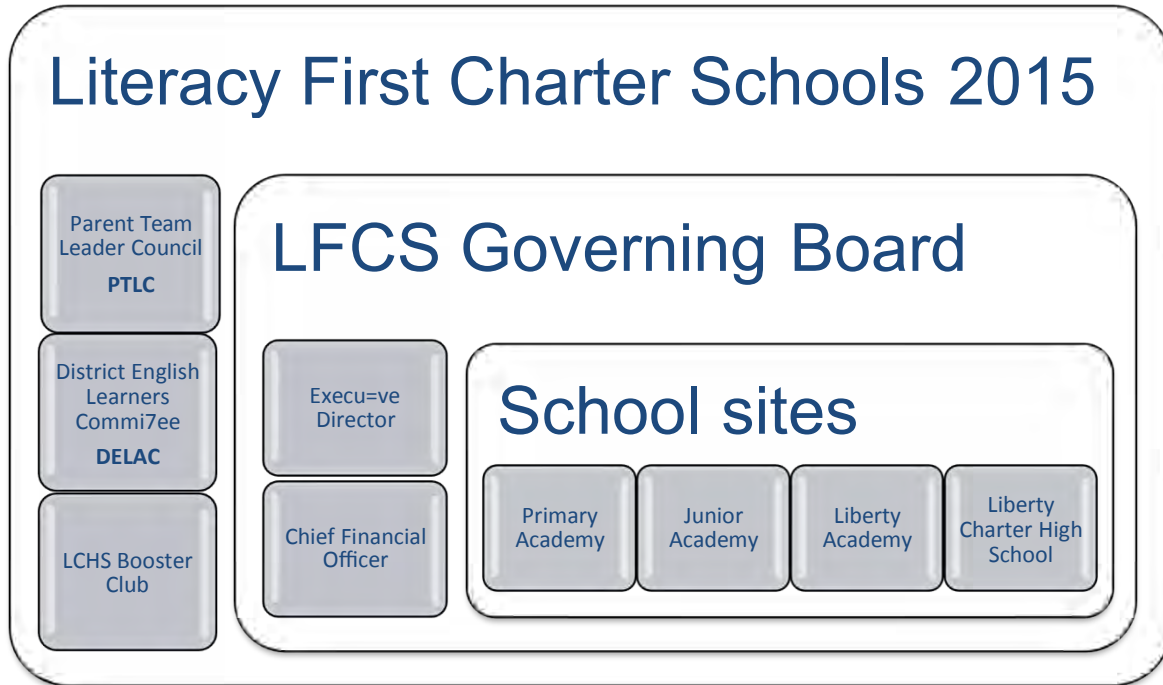 Literacy First Charter Schools 2015
Parent Team
Leader Council
PTLC
District English
Learners
Commi7ee
DELAC
LCHS Booster
Club
LFCS Governing Board
Execu=ve
Director
Chief Financial
Officer
School sites
Primary
Academy
Junior
Academy
Liberty
Academy
Liberty
Charter High
School